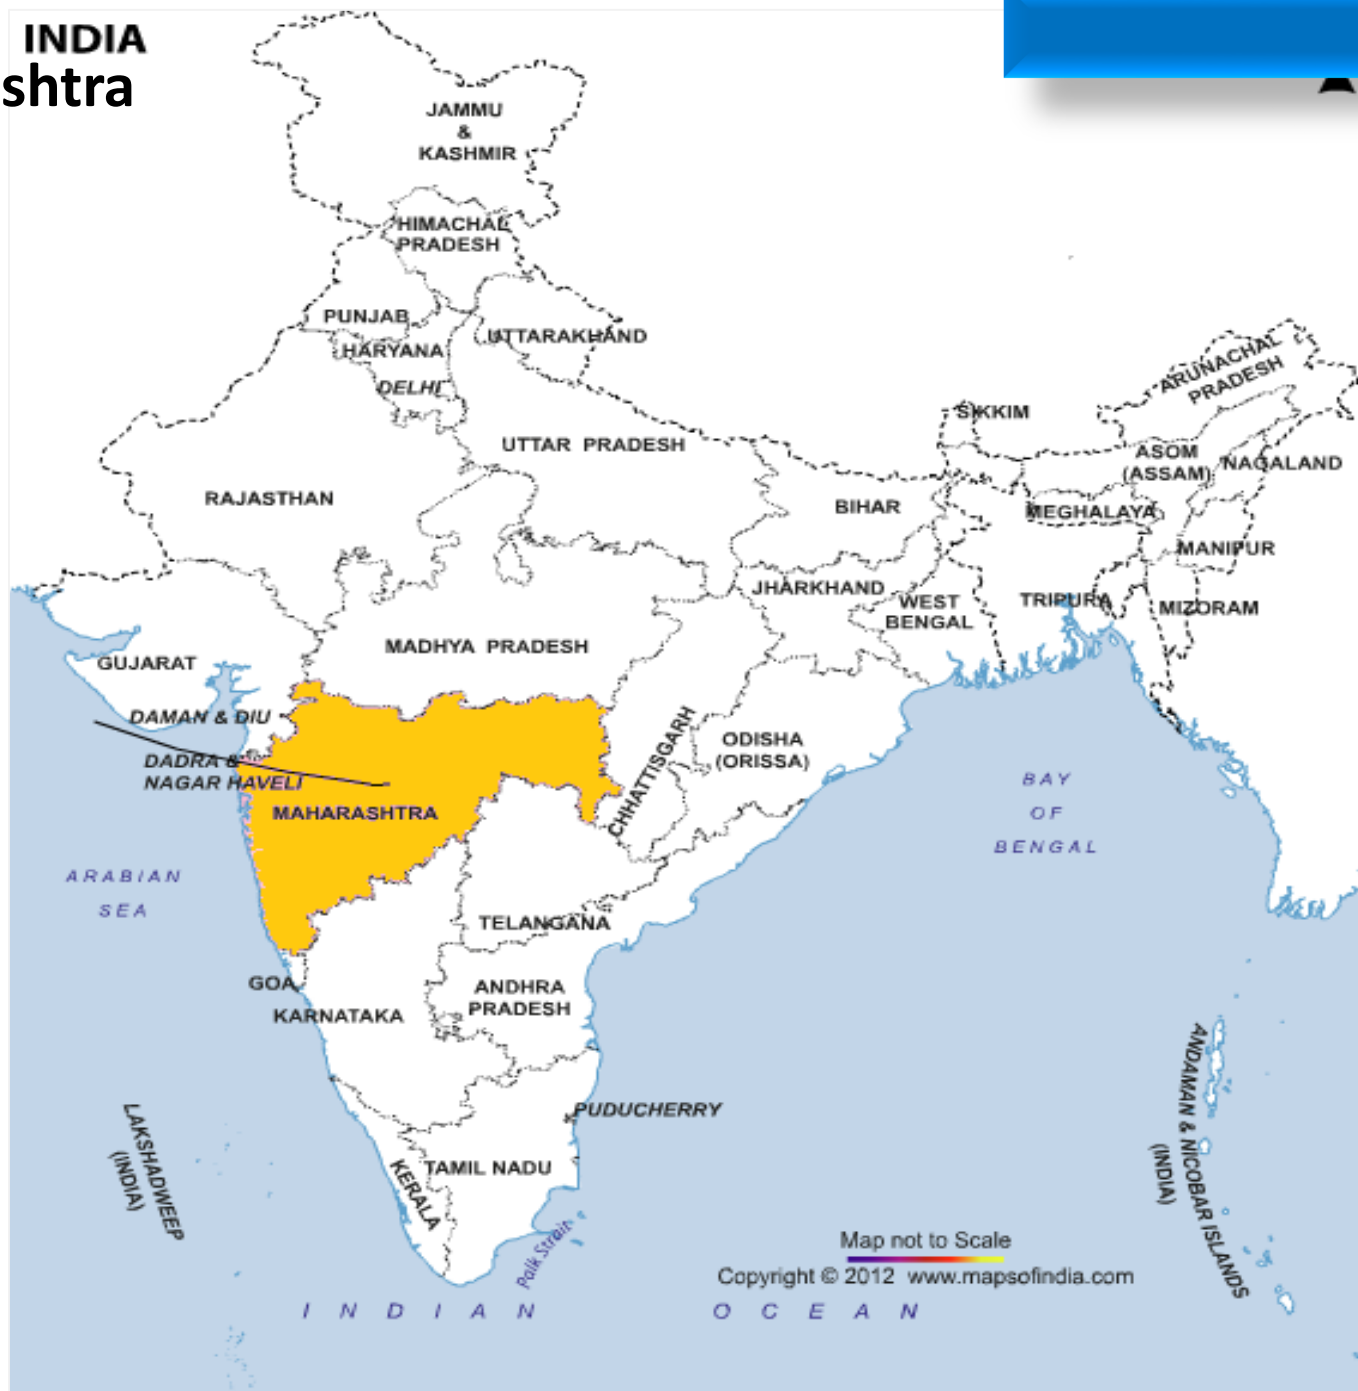 INDIA
shtra
JAMMU
&
KASHMIR
HIMACHAL
PRADESH
PUNJAB
UTTARAKHAND
HARYANA
DELHI
ARUNACHAL
PRADESH
SIKKIM
UTTAR PRADESH
ASOM
(ASSAM)
NAGALAND
RAJASTHAN
BIHAR
MEGHALAYA
MANIPUR
JHARKHAND
WEST
BENGAL
TRIPURA
MIZORAM
MADHYA PRADESH
GUJARAT
DAMAN & DIU
DADRA &
NAGAR HAVELI
MAHARASHTRA
CHHATTISGARH
ODISHA
(ORISSA)
BAY
OF
BENGAL
ARABIAN
SEA
TELANGANA
GOA
KARNATAKA
ANDHRA
PRADESH
PUDUCHERRY
LAKSHADWEEP
(INDIA)
KERALA
TAMIL NADU
ANDAMAN & NICOBAR ISLANDS
(INDIA)
Palk Strait
Map not to Scale
Copyright © 2012 www.mapsofindia.com
INDIAN OCEAN